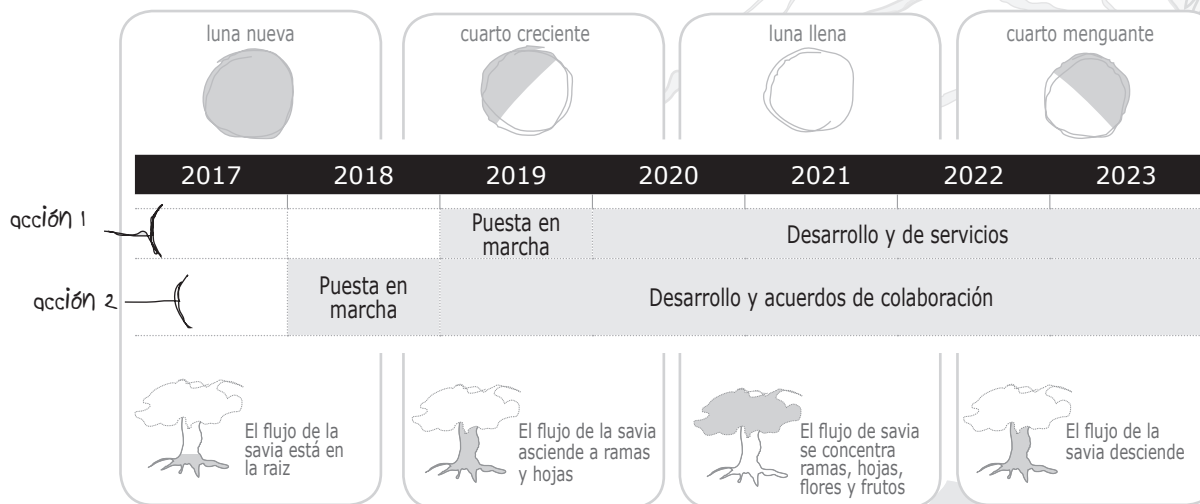 luna nueva
cuarto creciente
luna llena
cuarto menguante
2017 2018 2019 2020 2021 2022 2023
acción 1
Puesta en
marcha
Desarrollo y de servicios
acción 2
Puesta en
marcha
Desarrollo y acuerdos de colaboración
El flujo de la
savia está en
la raiz
El flujo de la savia
asciende a ramas
y hojas
El flujo de savia
se concentra
ramas, hojas,
flores y frutos
El flujo de la
savia desciende